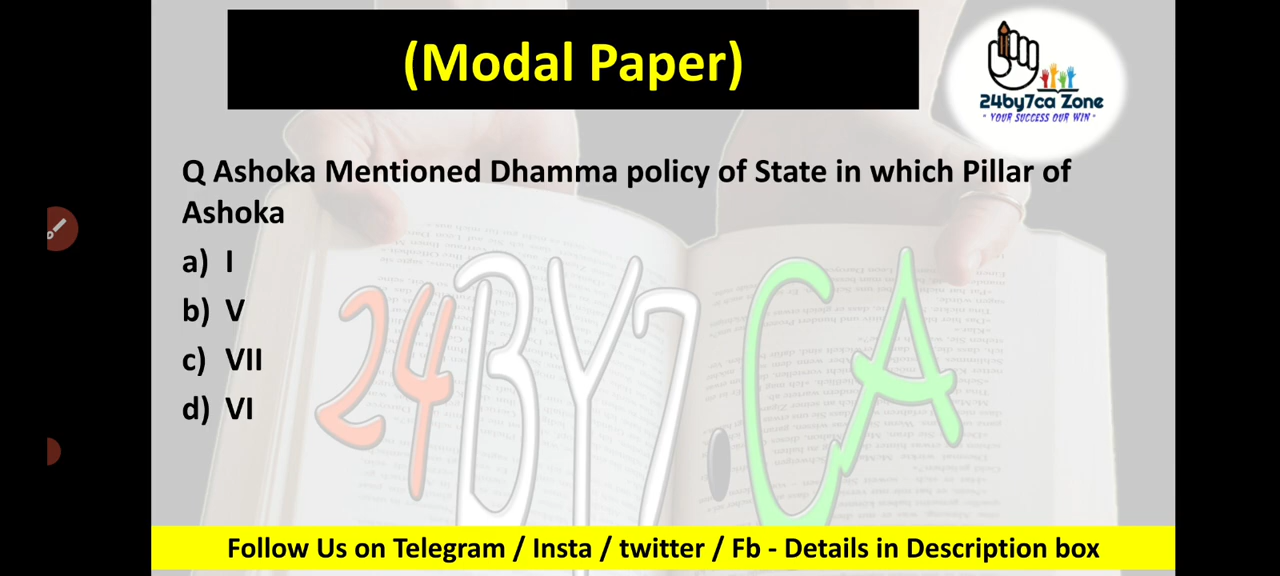 (Modal Paper)
24by7ca Zone
" YOUR SUCCESS OUR WIN "
Q Ashoka Mentioned Dhamma policy of State in which Pillar of
Ashoka
a) I
b) V
c) VII
d) VI
24BY7.CA
Follow Us on Telegram / Insta / twitter / Fb - Details in Description box